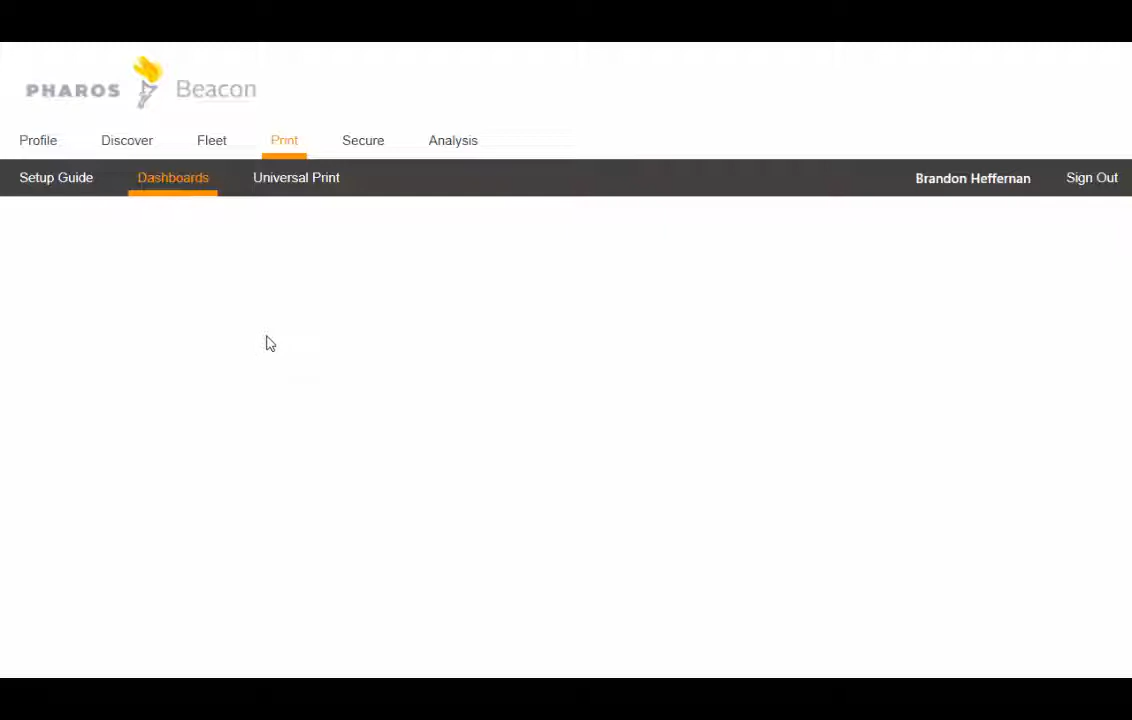 PHAROS Beacon
Profile Discover Fleet Print Secure Analysis
Setup Guide Dashboards Universal Print Brandon Heffernan Sign Out